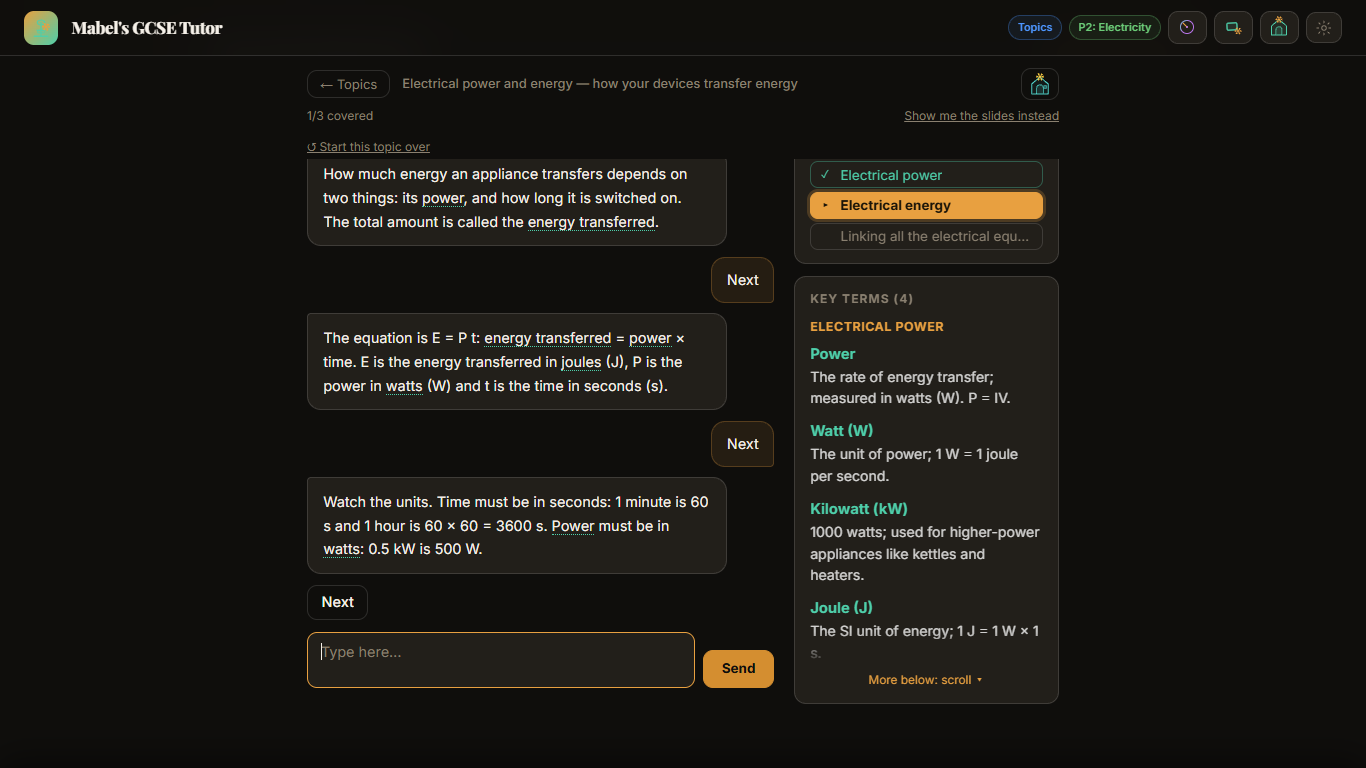 Mabel's GCSE Tutor
Topics
P2: Electricity
← Topics
Electrical power and energy — how your devices transfer energy
1/3 covered
Show me the slides instead
↺ Start this topic over
How much energy an appliance transfers depends on
two things: its power, and how long it is switched on.
The total amount is called the energy transferred.
Next
The equation is E = P t: energy transferred = power ×
time. E is the energy transferred in joules (J), P is the
power in watts (W) and t is the time in seconds (s).
Next
Watch the units. Time must be in seconds: 1 minute is 60
s and 1 hour is 60 × 60 = 3600 s. Power must be in
watts: 0.5 kW is 500 W.
Next
Type here...
Send
✓ Electrical power
▸ Electrical energy
Linking all the electrical equ...
KEY TERMS (4)
ELECTRICAL POWER
Power
The rate of energy transfer;
measured in watts (W). P = IV.
Watt (W)
The unit of power; 1 W = 1 joule
per second.
Kilowatt (kW)
1000 watts; used for higher-power
appliances like kettles and
heaters.
Joule (J)
The SI unit of energy; 1 J = 1 W × 1
s.
More below: scroll ▾